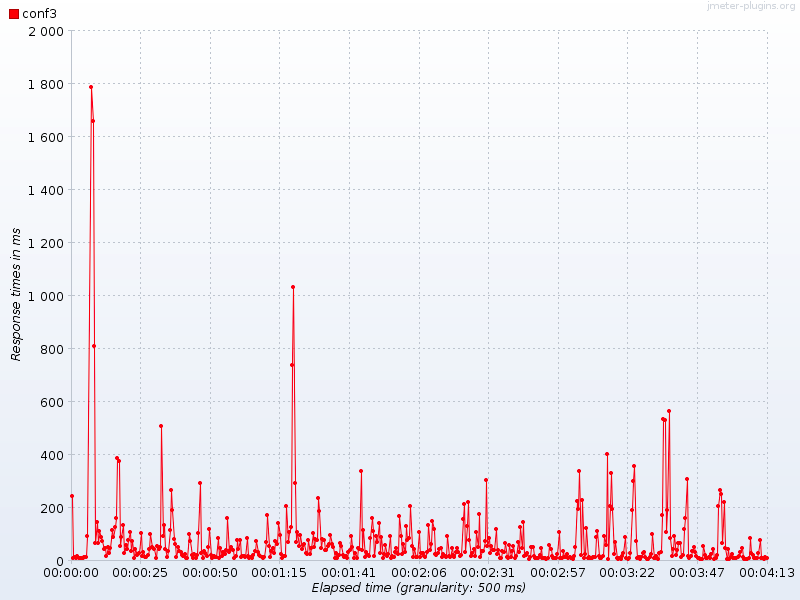 jmeter-plugins.org
conf3
2 000
1 800
1 600
1 400
1 200
1 000
800
600
400
200
0
Response times in ms
00:00:00 00:00:25 00:00:50 00:01:15 00:01:41 00:02:06 00:02:31 00:02:57 00:03:22 00:03:47 00:04:13
Elapsed time (granularity: 500 ms)